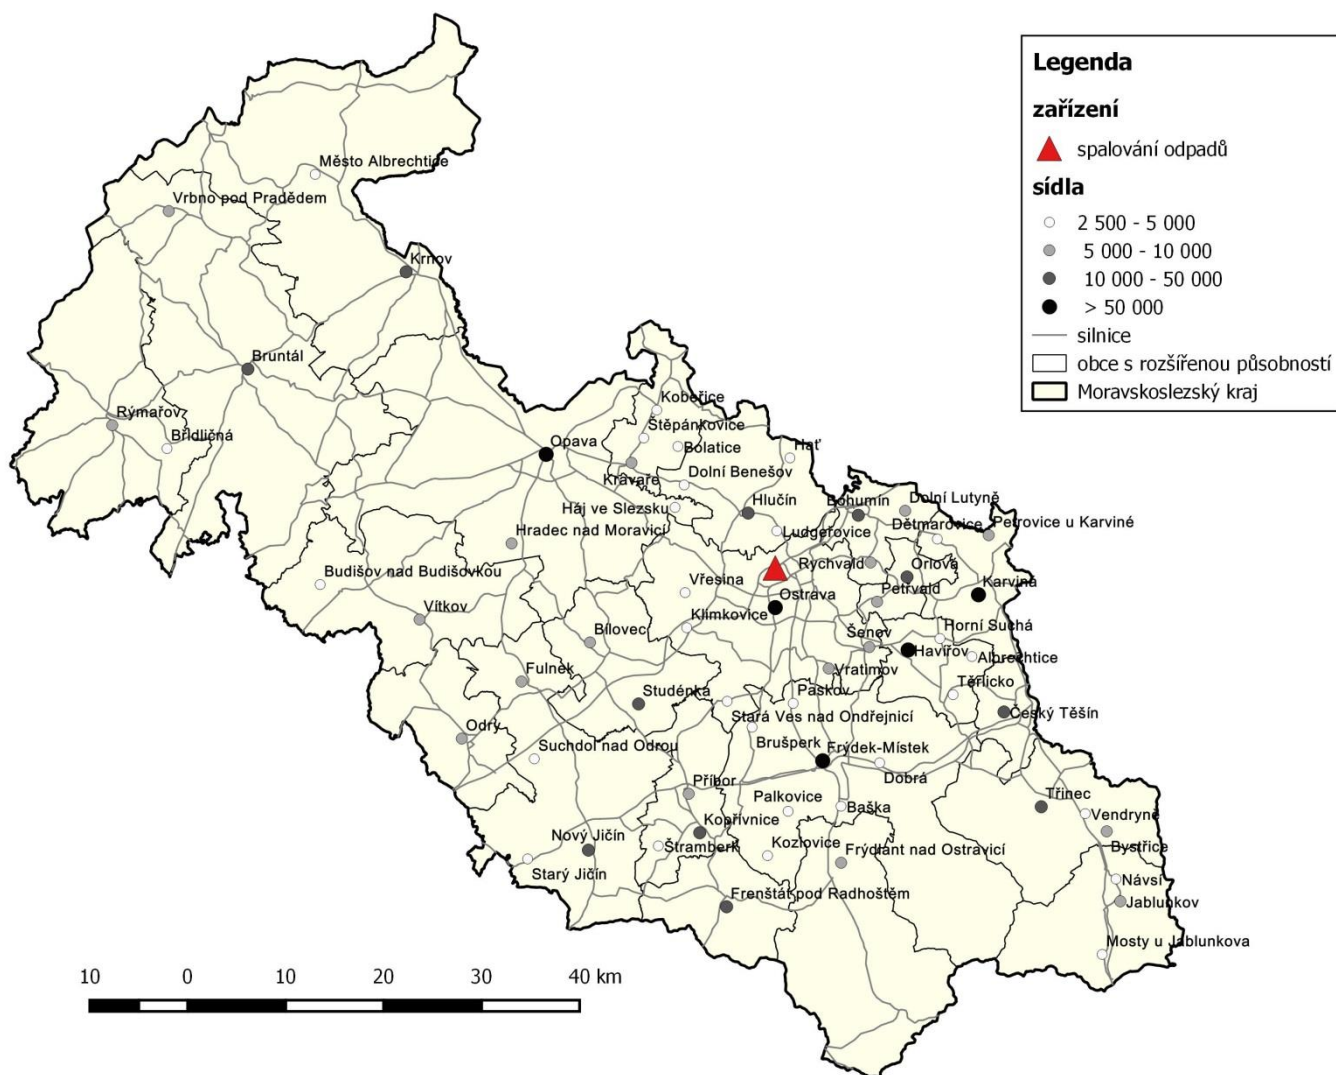 Legenda
zařízení
spalování odpadů
sídla
2 500 - 5 000
5 000 - 10 000
10 000 - 50 000
> 50 000
silnice
obce s rozšířenou působností
Moravskoslezský kraj
Město Albrechtice
Vrbno pod Pradědem
Krnov
Bruntál
Rýmařov
Břidličná
Kobeřice
Štěpánkovice
Opava
Bolatice
Hať
Kravaře
Dolní Benešov
Háj ve Slezsku
Hlučín
Bohumín
Dolní Lutyně
Hradec nad Moravicí
Ludgeřovice
Dětmarovice
Petrovice u Karviné
Rychvald
Orlová
Budišov nad Budišovkou
Vřesina
Karviná
Petřvald
Ostrava
Vítkov
Klimkovice
Bílovec
Šenov
Horní Suchá
Havířov
Albrechtice
Fulnek
Vratimov
Těrlicko
Studénka
Paskov
Český Těšín
Stará Ves nad Ondřejnicí
Odry
Suchdol nad Odrou
Brušperk
Frýdek-Místek
Dobrá
Příbor
Palkovice
Baška
Třinec
Vendryně
Kopřivnice
Nový Jičín
Štramberk
Kozlovice
Frýdlant nad Ostravicí
Bystřice
Starý Jičín
Návsí
Frenštát pod Radhoštěm
Jablunkov
Mosty u Jablunkova
10 0 10 20 30 40 km